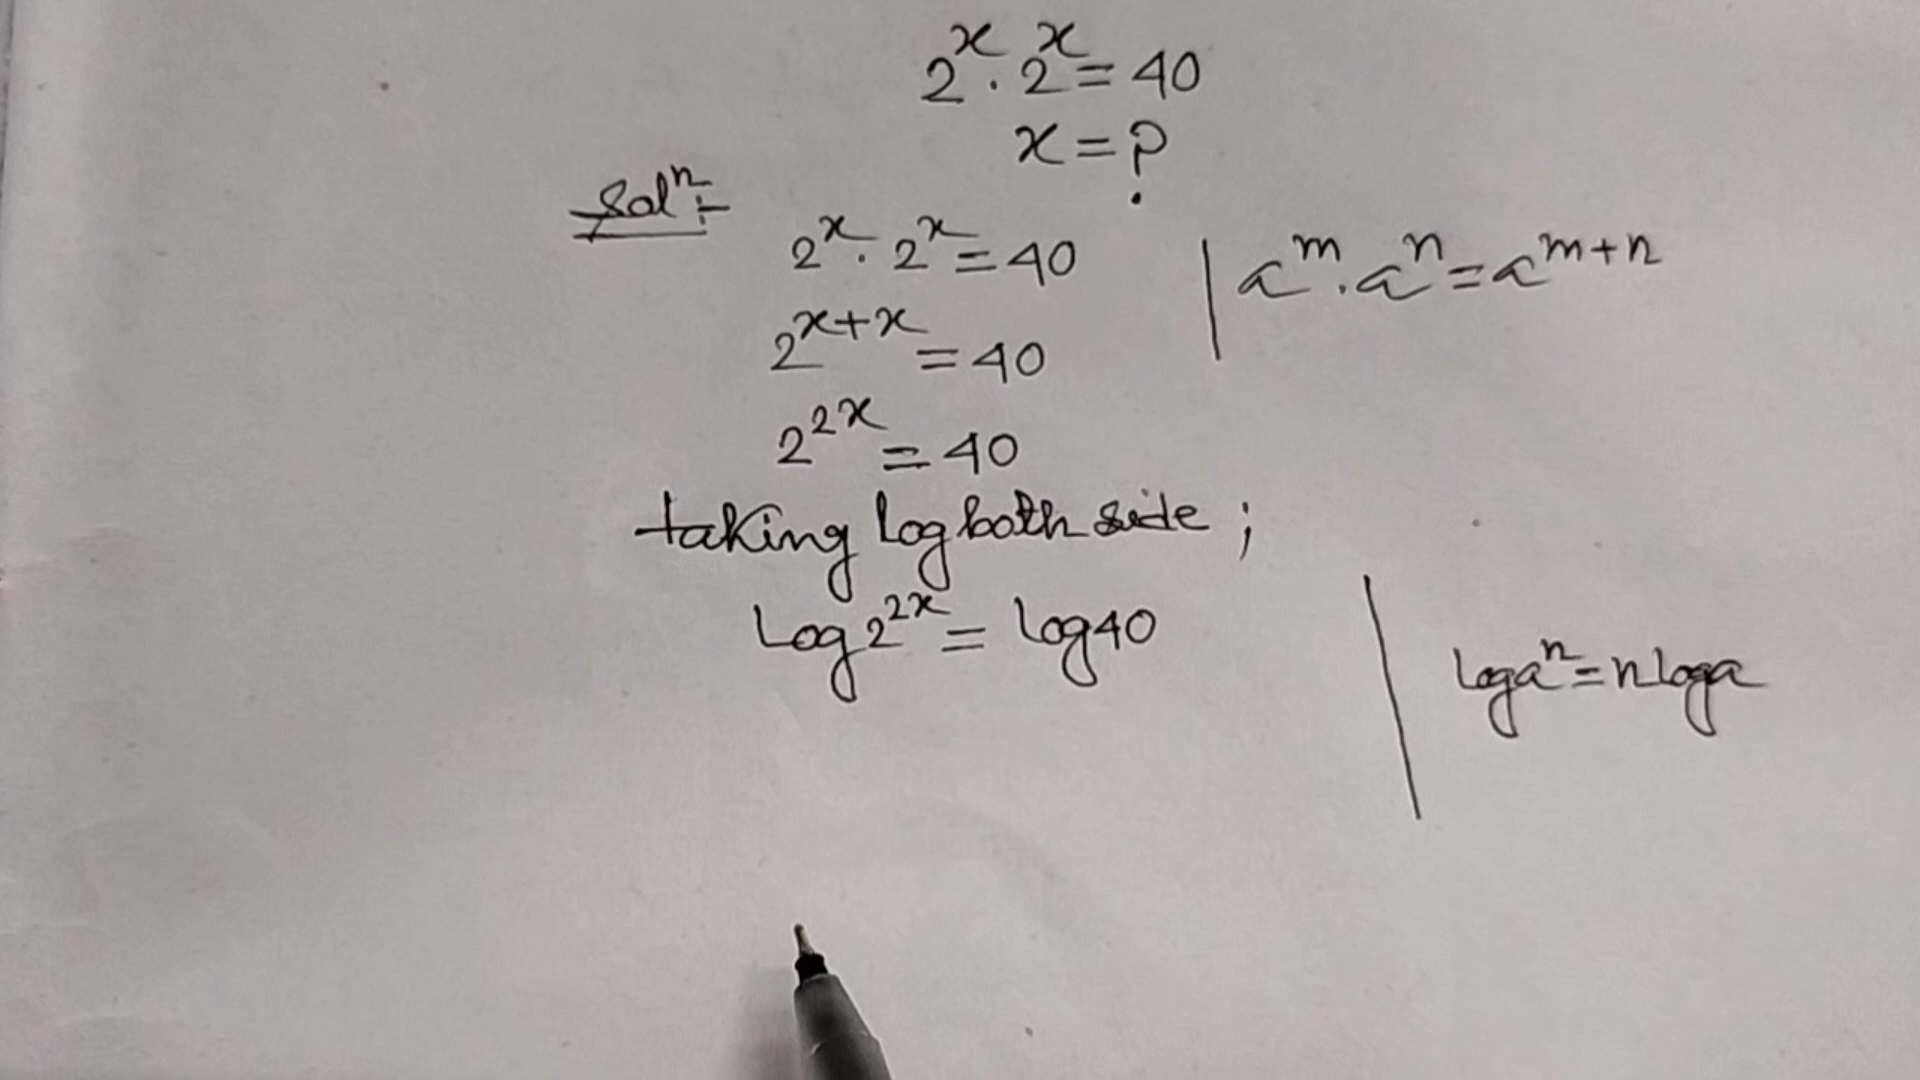 2^x · 2^x = 40
x = ?
Solⁿ :-
2^x · 2^x = 40
a^m · a^n = a^{m+n}
2^{x+x} = 40
2^{2x} = 40
taking log both side ;
log 2^{2x} = log 40
log a^n = n log a